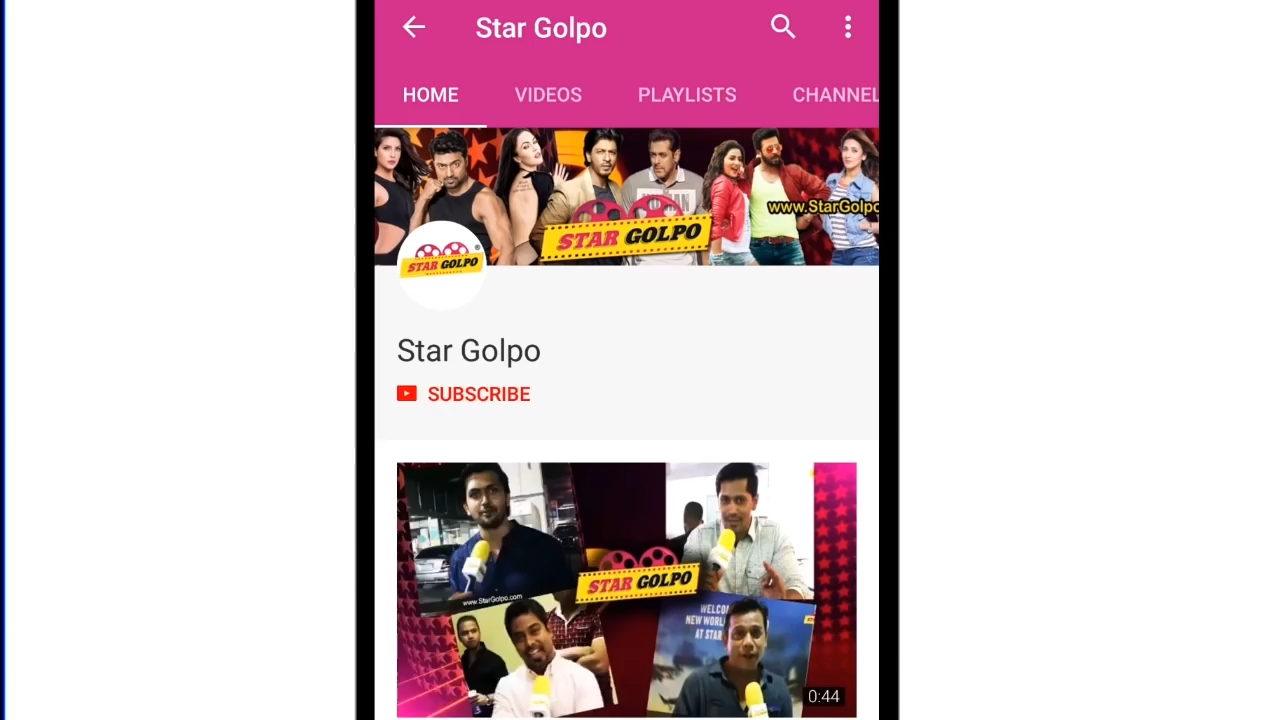 Star Golpo
HOME VIDEOS PLAYLISTS CHANNEL
www.StarGolpo
STAR GOLPO
STAR GOLPO
Star Golpo
SUBSCRIBE
STAR GOLPO
www.StarGolpo.com
WELCO
NEW WORL
AT STAR
0:44